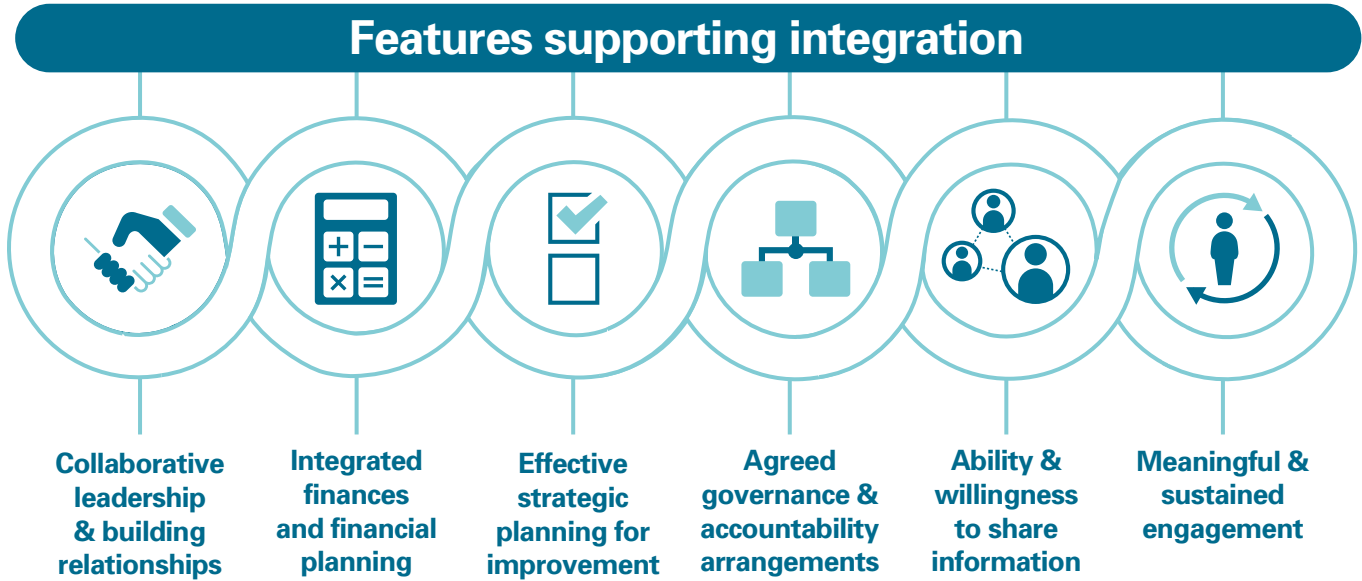 Features supporting integration
Collaborative
leadership
& building
relationships
Integrated
finances
and financial
planning
Effective
strategic
planning for
improvement
Agreed
governance &
accountability
arrangements
Ability &
willingness
to share
information
Meaningful &
sustained
engagement